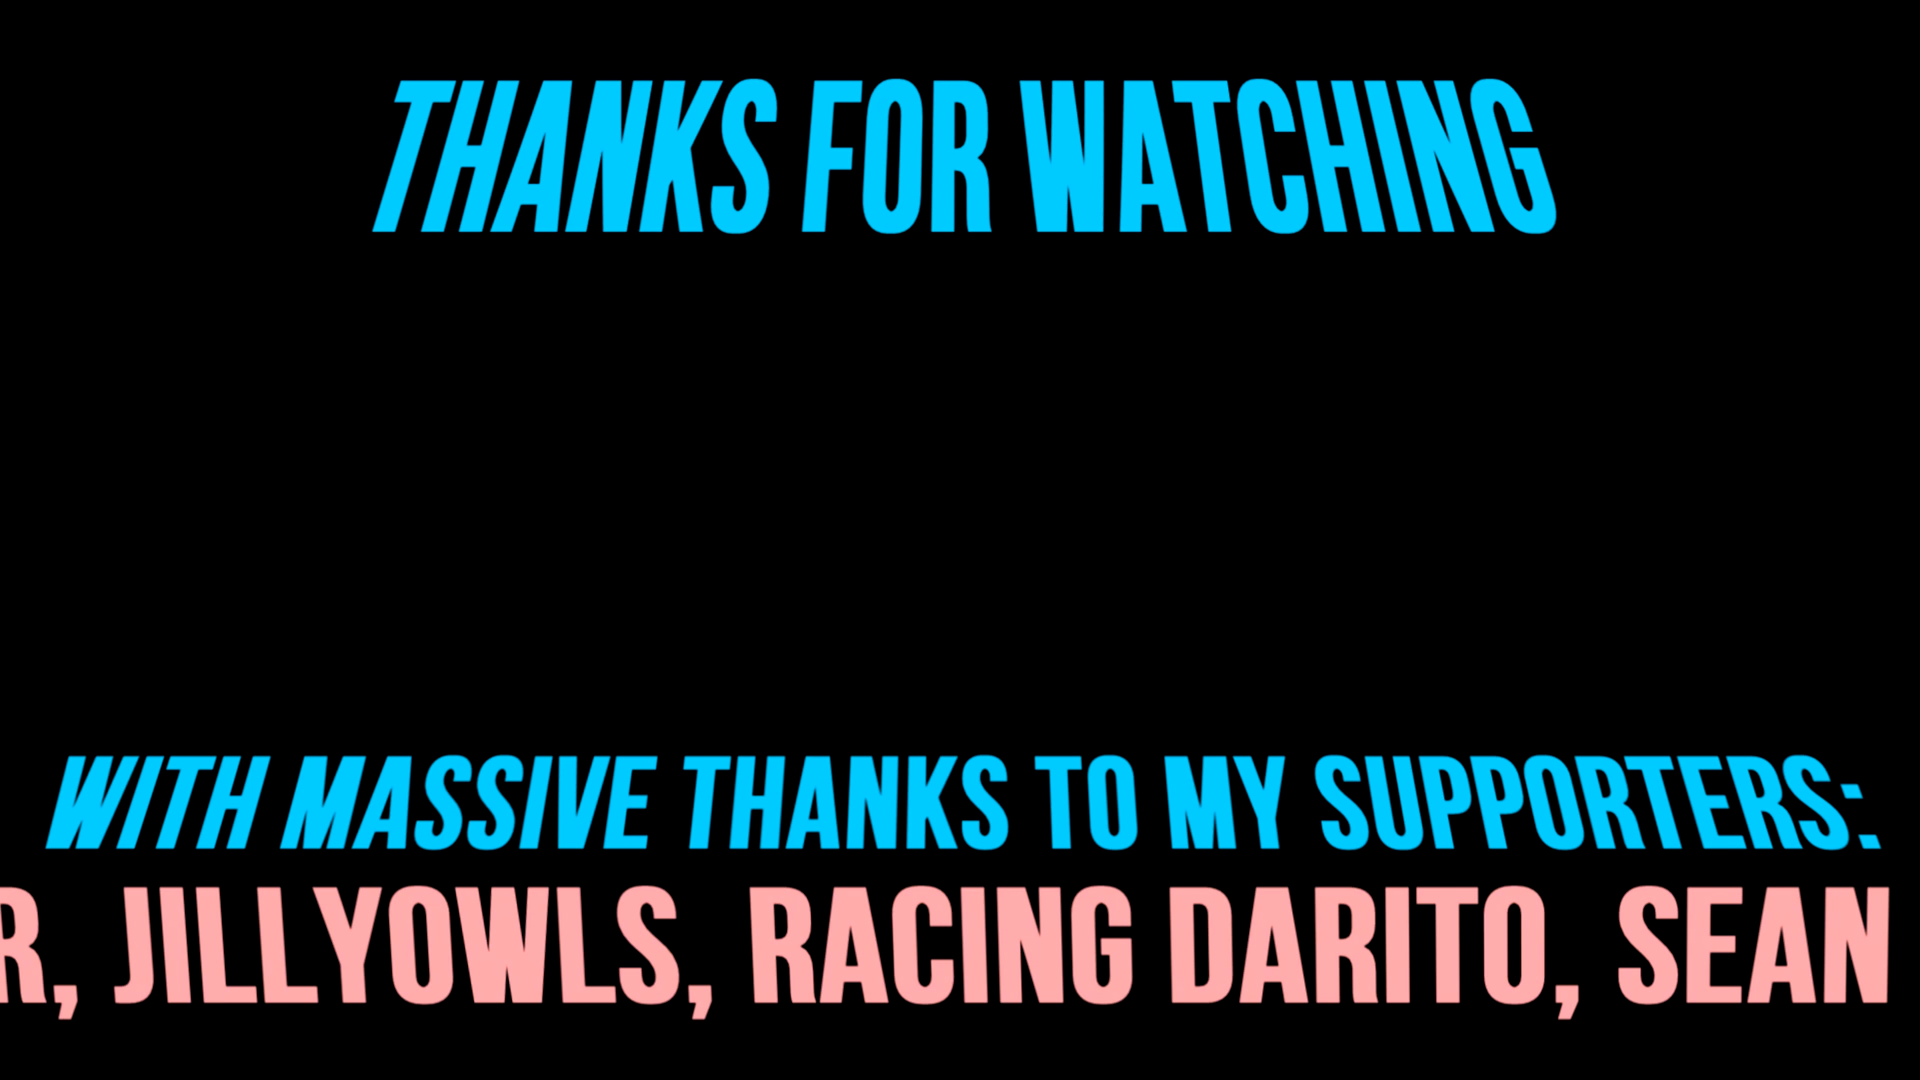 THANKS FOR WATCHING
WITH MASSIVE THANKS TO MY SUPPORTERS:
R, JILLYOWLS, RACING DARITO, SEAN